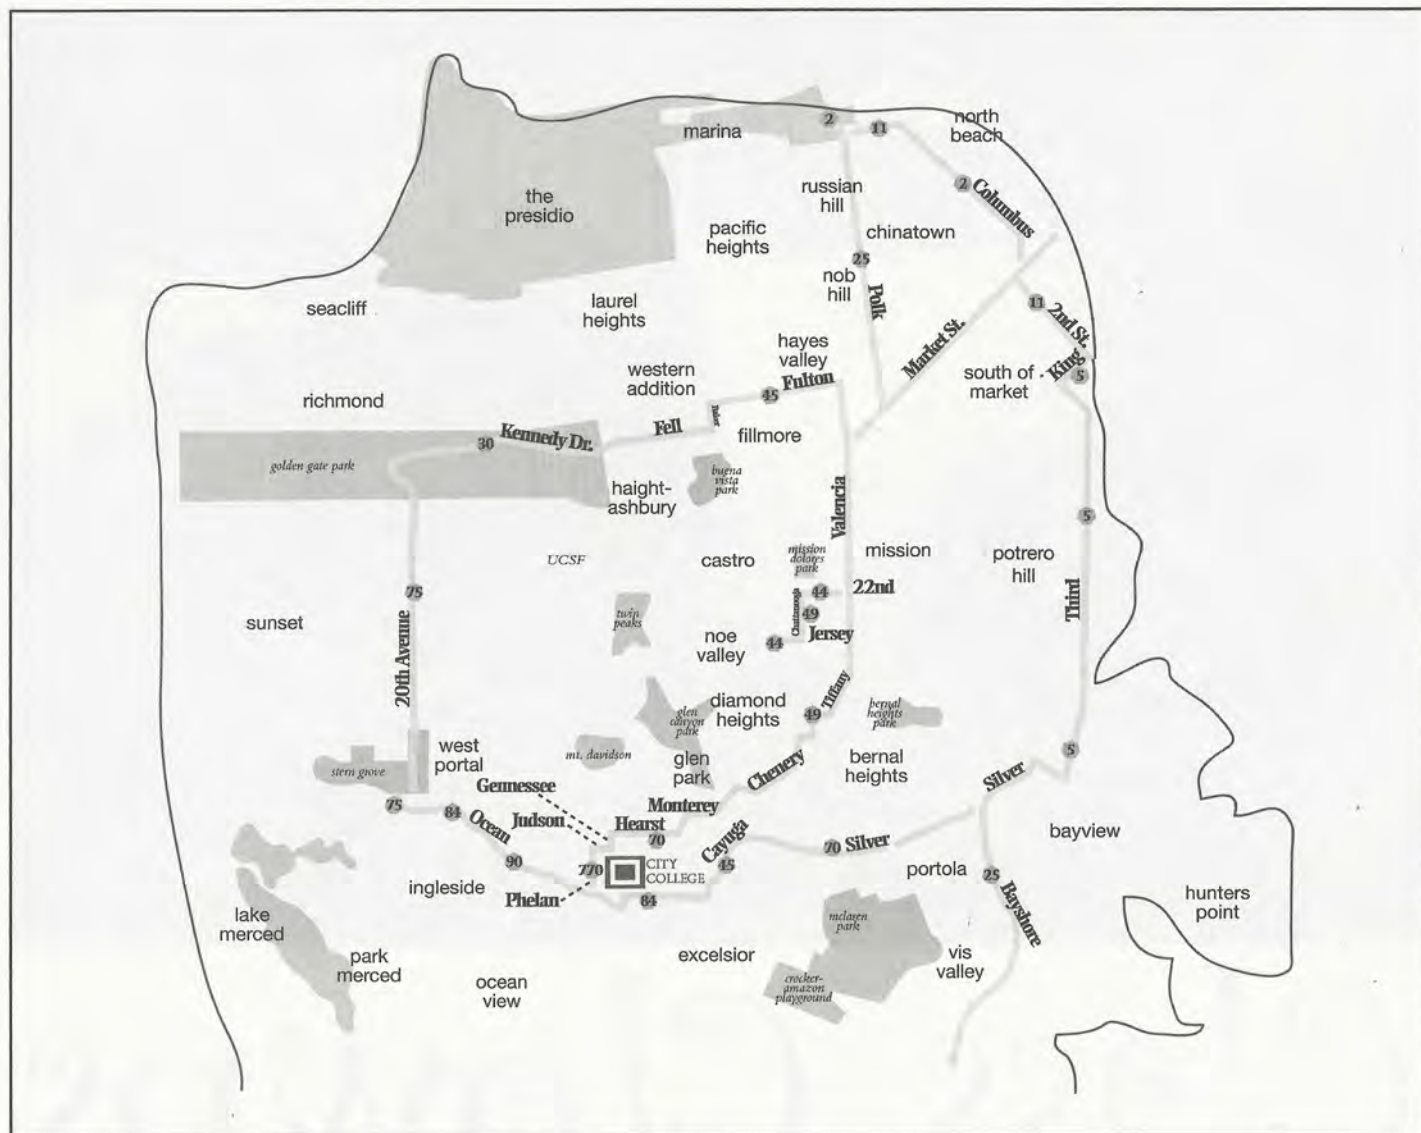 north
beach
2
11
marina
russian
hill
2
Columbus
the
presidio
pacific
heights
chinatown
25
nob
hill
Polk
seacliff
laurel
heights
11
2nd St.
Market St.
hayes
valley
western
addition
Fulton
45
south of
market
King
5
richmond
Baker
Fell
fillmore
Kennedy Dr.
30
golden gate park
buena
vista
park
haight-
ashbury
Valencia
5
UCSF
castro
mission
dolores
park
mission
potrero
hill
75
44
22nd
Third
sunset
twin
peaks
Chattanooga
49
noe
valley
44
Jersey
20th Avenne
Tiffany
diamond
heights
49
bernal
heights
park
glen
canyon
park
west
portal
mt. davidson
glen
park
Chenery
bernal
heights
5
stern grove
Silver
Gennessee
75
84
Ocean
Judson
Monterey
Hearst
70
Cayuga
45
70
Silver
bayview
90
770
CITY
COLLEGE
ingleside
Phelan
84
portola
25
Bayshore
hunters
point
lake
merced
park
merced
mclaren
park
excelsior
vis
valley
ocean
view
crocker-
amazon
playground